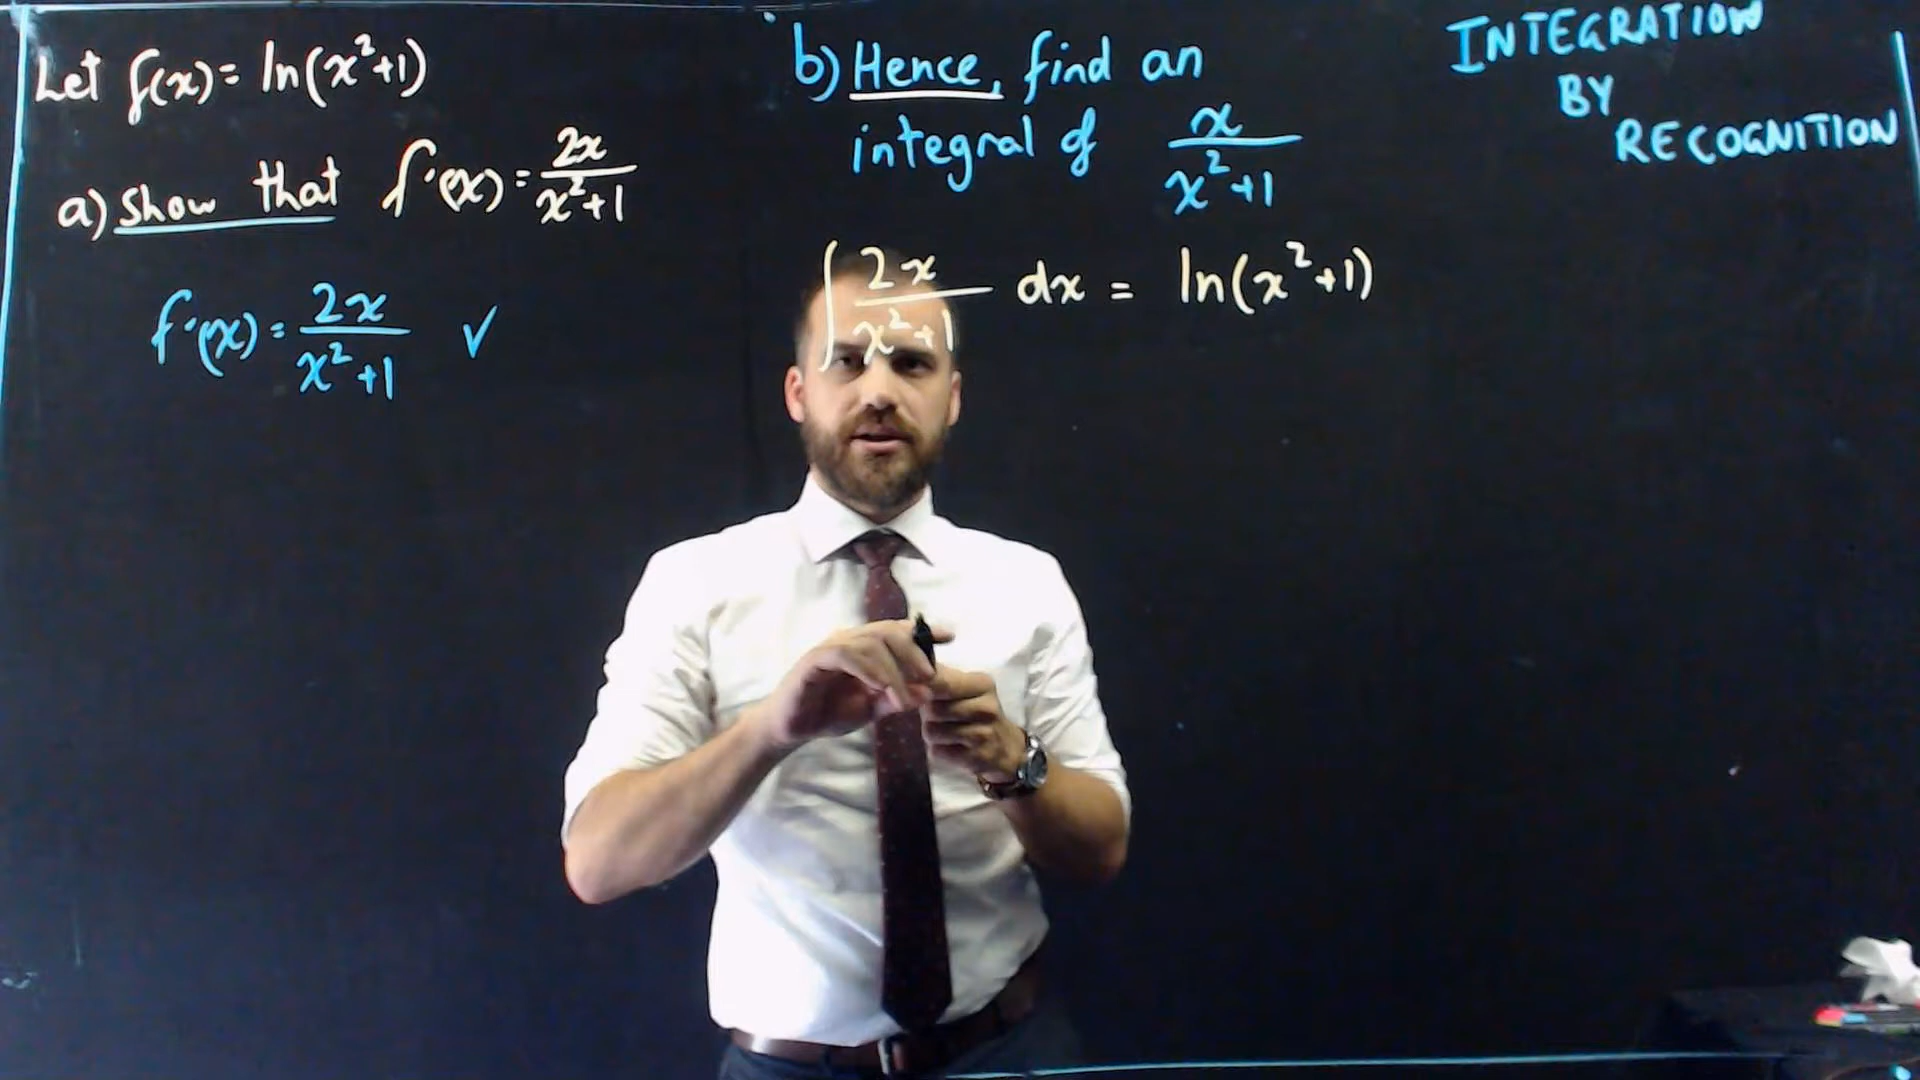 Let f(x) = ln(x²+1)
a) Show that f'(x) = 2x/(x²+1)
f'(x) = 2x/(x²+1) ✓
b) Hence, find an
integral of x/(x²+1)
∫ 2x/(x²+1) dx = ln(x²+1)
INTEGRATION
BY
RECOGNITION